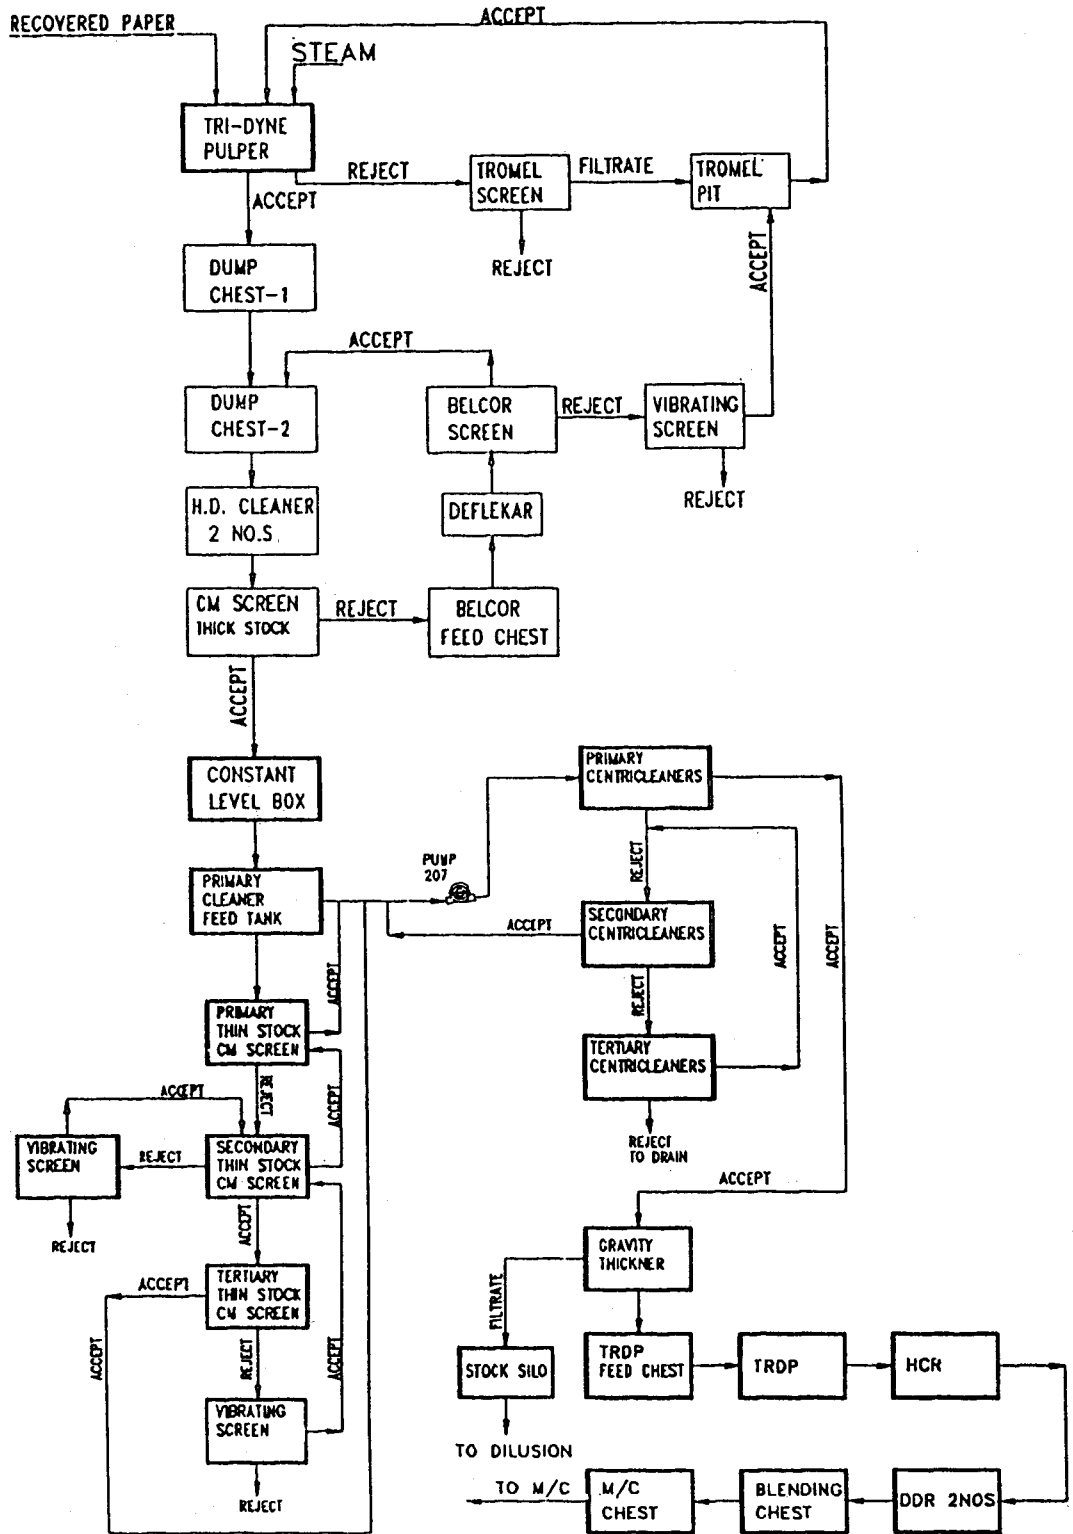 ACCEPT
RECOVERED PAPER
STEAM
TRI-DYNE
PULPER
REJECT
TROMEL
SCREEN
FILTRATE
TROMEL
PIT
ACCEPT
REJECT
ACCEPT
DUMP
CHEST-1
ACCEPT
DUMP
CHEST-2
BELCOR
SCREEN
REJECT
VIBRATING
SCREEN
REJECT
H.D. CLEANER
2 NO.S.
DEFLEKAR
CM SCREEN
THICK STOCK
REJECT
BELCOR
FEED CHEST
ACCEPT
CONSTANT
LEVEL BOX
PRIMARY
CENTRICLEANERS
PRIMARY
CLEANER
FEED TANK
PUMP
207
REJECT
ACCEPT
SECONDARY
CENTRICLEANERS
ACCEPT
ACCEPT
ACCEPT
REJECT
PRIMARY
THIN STOCK
CM SCREEN
TERTIARY
CENTRICLEANERS
REJECT
ACCEPT
ACCEPT
REJECT
TO DRAIN
VIBRATING
SCREEN
REJECT
SECONDARY
THIN STOCK
CM SCREEN
REJECT
ACCEPT
ACCEPT
GRAVITY
THICKNER
ACCEPT
TERTIARY
THIN STOCK
CM SCREEN
FILTRATE
ACCEPT
REJECT
ACCEPT
STOCK SILO
TRDP
FEED CHEST
TRDP
HCR
VIBRATING
SCREEN
TO DILUSION
REJECT
TO M/C
M/C
CHEST
BLENDING
CHEST
DDR 2NOS